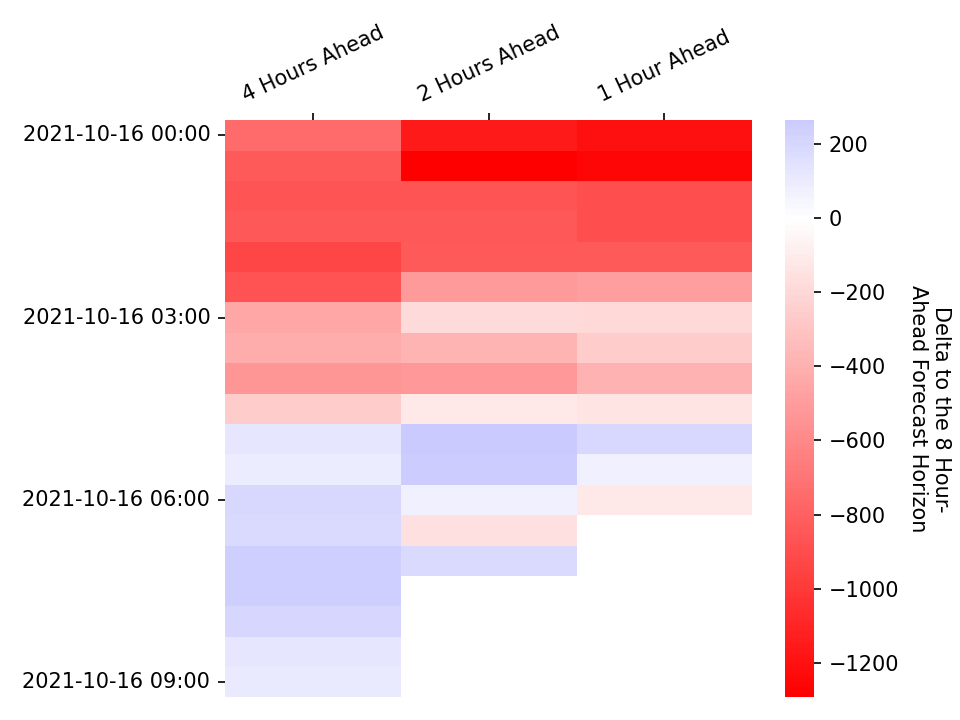 4 Hours Ahead
2 Hours Ahead
1 Hour Ahead
2021-10-16 00:00
2021-10-16 03:00
2021-10-16 06:00
2021-10-16 09:00
200
0
−200
−400
−600
−800
−1000
−1200
Delta to the 8 Hour-
Ahead Forecast Horizon